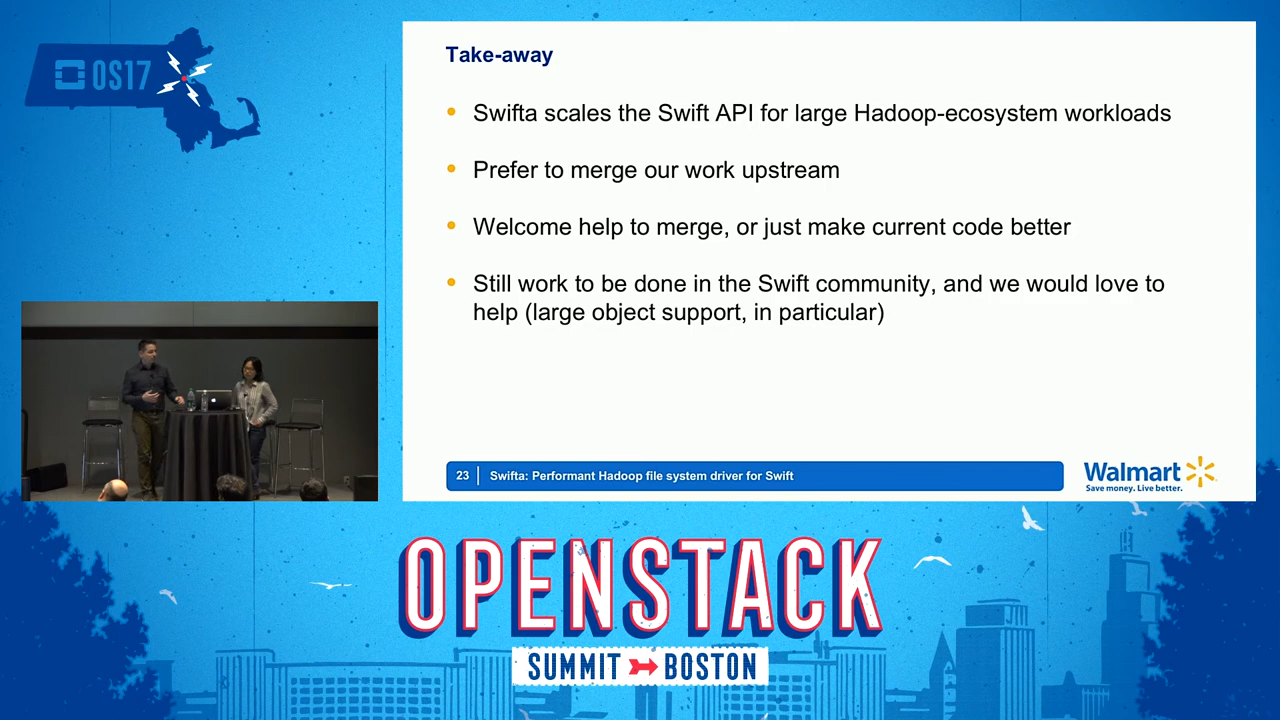 OS17
Take-away
Swifta scales the Swift API for large Hadoop-ecosystem workloads
Prefer to merge our work upstream
Welcome help to merge, or just make current code better
Still work to be done in the Swift community, and we would love to
help (large object support, in particular)
23 Swifta: Performant Hadoop file system driver for Swift
Walmart
Save money. Live better.
OPENSTACK
SUMMIT BOSTON